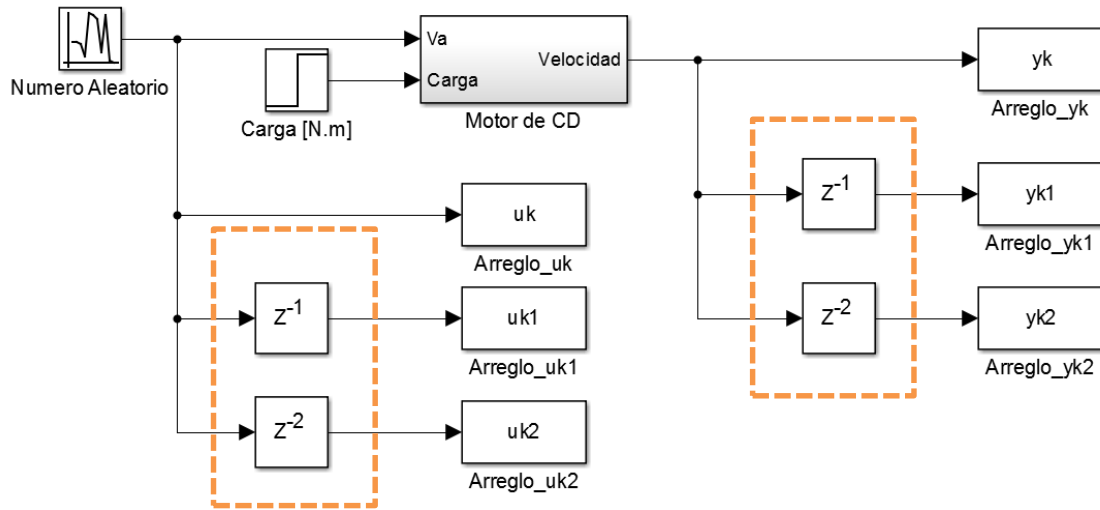 Numero Aleatorio
Carga [N.m]
Va
Carga
Velocidad
Motor de CD
yk
Arreglo_yk
z-1
yk1
Arreglo_yk1
z-2
yk2
Arreglo_yk2
uk
Arreglo_uk
z-1
uk1
Arreglo_uk1
z-2
uk2
Arreglo_uk2